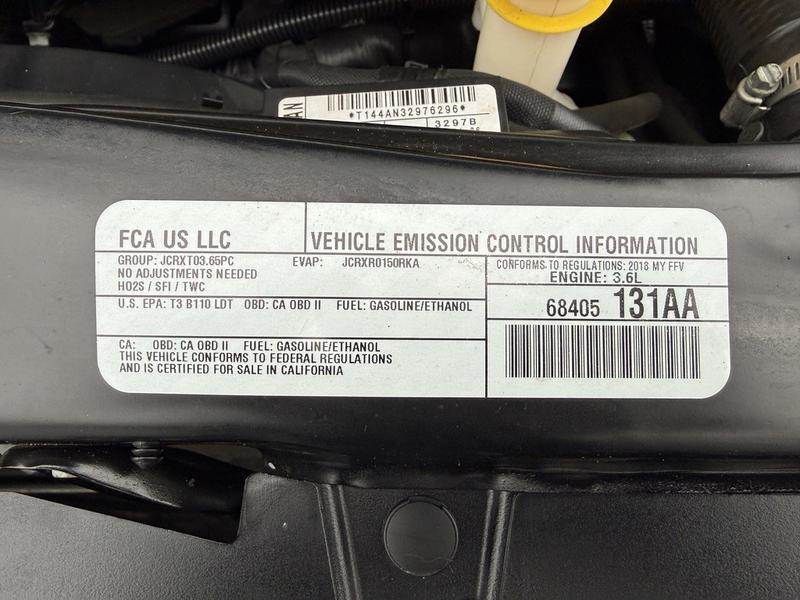 AN
*T144AN32976296*
3297B
FCA US LLC
VEHICLE EMISSION CONTROL INFORMATION
GROUP: JCRXT03.65PC EVAP: JCRXR0150RKA
NO ADJUSTMENTS NEEDED
HO2S / SFI / TWC
CONFORMS TO REGULATIONS: 2018 MY FFV
ENGINE: 3.6L
U.S. EPA: T3 B110 LDT OBD: CA OBD II FUEL: GASOLINE/ETHANOL
68405 131AA
CA: OBD: CA OBD II FUEL: GASOLINE/ETHANOL
THIS VEHICLE CONFORMS TO FEDERAL REGULATIONS
AND IS CERTIFIED FOR SALE IN CALIFORNIA